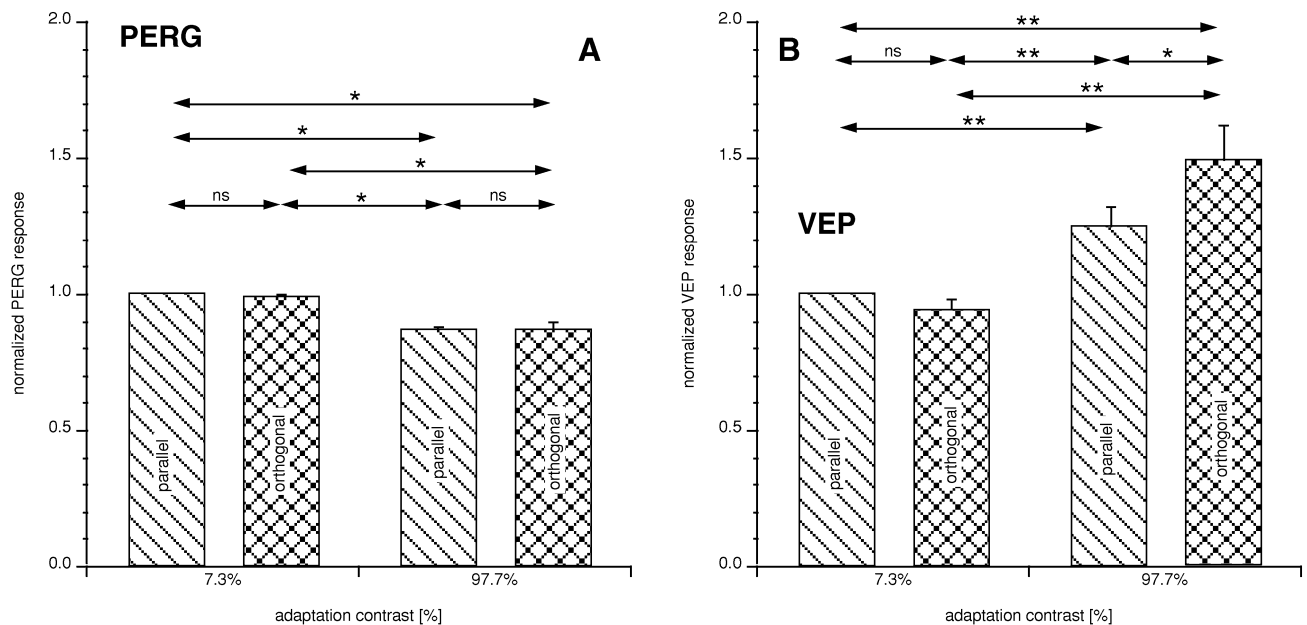 PERG
A
2.0
1.5
1.0
0.5
0.0
normalized PERG response
*
*
*
ns
*
ns
parallel
orthogonal
parallel
orthogonal
7.3%
97.7%
adaptation contrast [%]
VEP
B
2.0
1.5
1.0
0.5
0.0
normalized VEP response
**
ns
**
*
**
**
parallel
orthogonal
parallel
orthogonal
7.3%
97.7%
adaptation contrast [%]